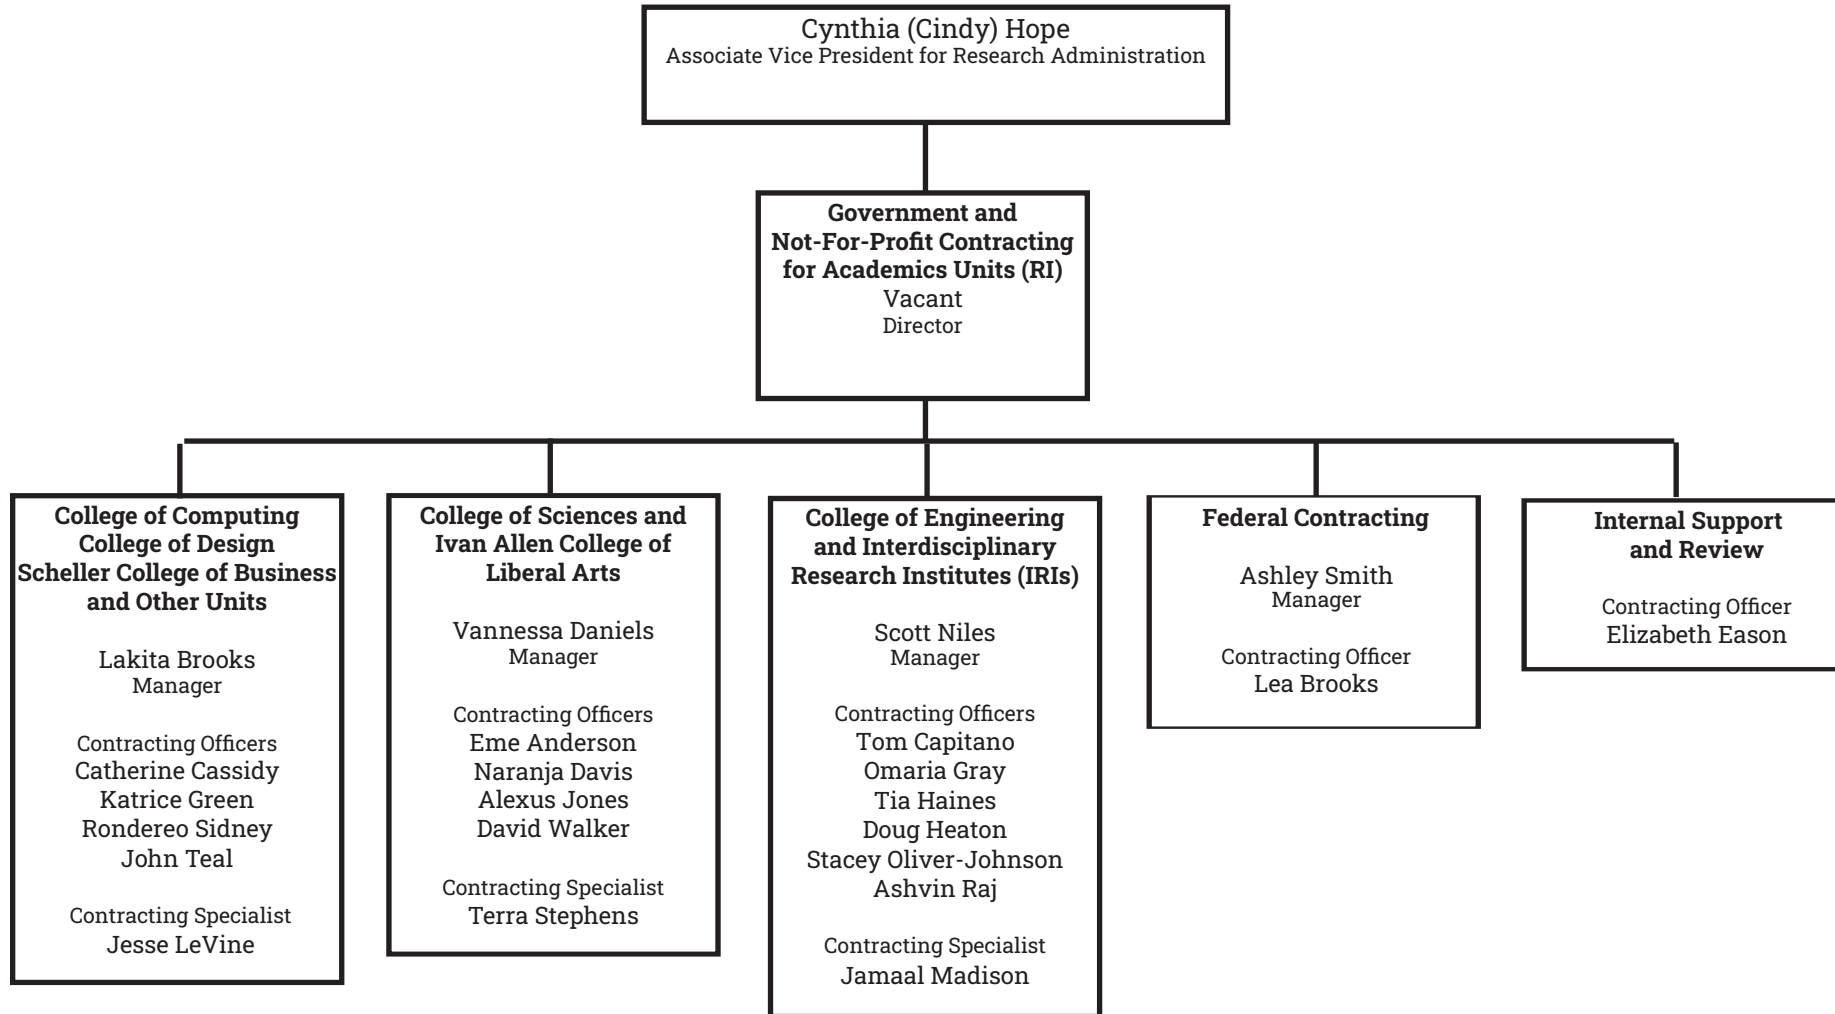 Cynthia (Cindy) Hope
Associate Vice President for Research Administration
Government and
Not-For-Profit Contracting
for Academics Units (RI)
Vacant
Director
College of Computing
College of Design
Scheller College of Business
and Other Units
Lakita Brooks
Manager
Contracting Officers
Catherine Cassidy
Katrice Green
Rondereo Sidney
John Teal
Contracting Specialist
Jesse LeVine
College of Sciences and
Ivan Allen College of
Liberal Arts
Vannessa Daniels
Manager
Contracting Officers
Eme Anderson
Naranja Davis
Alexus Jones
David Walker
Contracting Specialist
Terra Stephens
College of Engineering
and Interdisciplinary
Research Institutes (IRIs)
Scott Niles
Manager
Contracting Officers
Tom Capitano
Omaria Gray
Tia Haines
Doug Heaton
Stacey Oliver-Johnson
Ashvin Raj
Contracting Specialist
Jamaal Madison
Federal Contracting
Ashley Smith
Manager
Contracting Officer
Lea Brooks
Internal Support
and Review
Contracting Officer
Elizabeth Eason